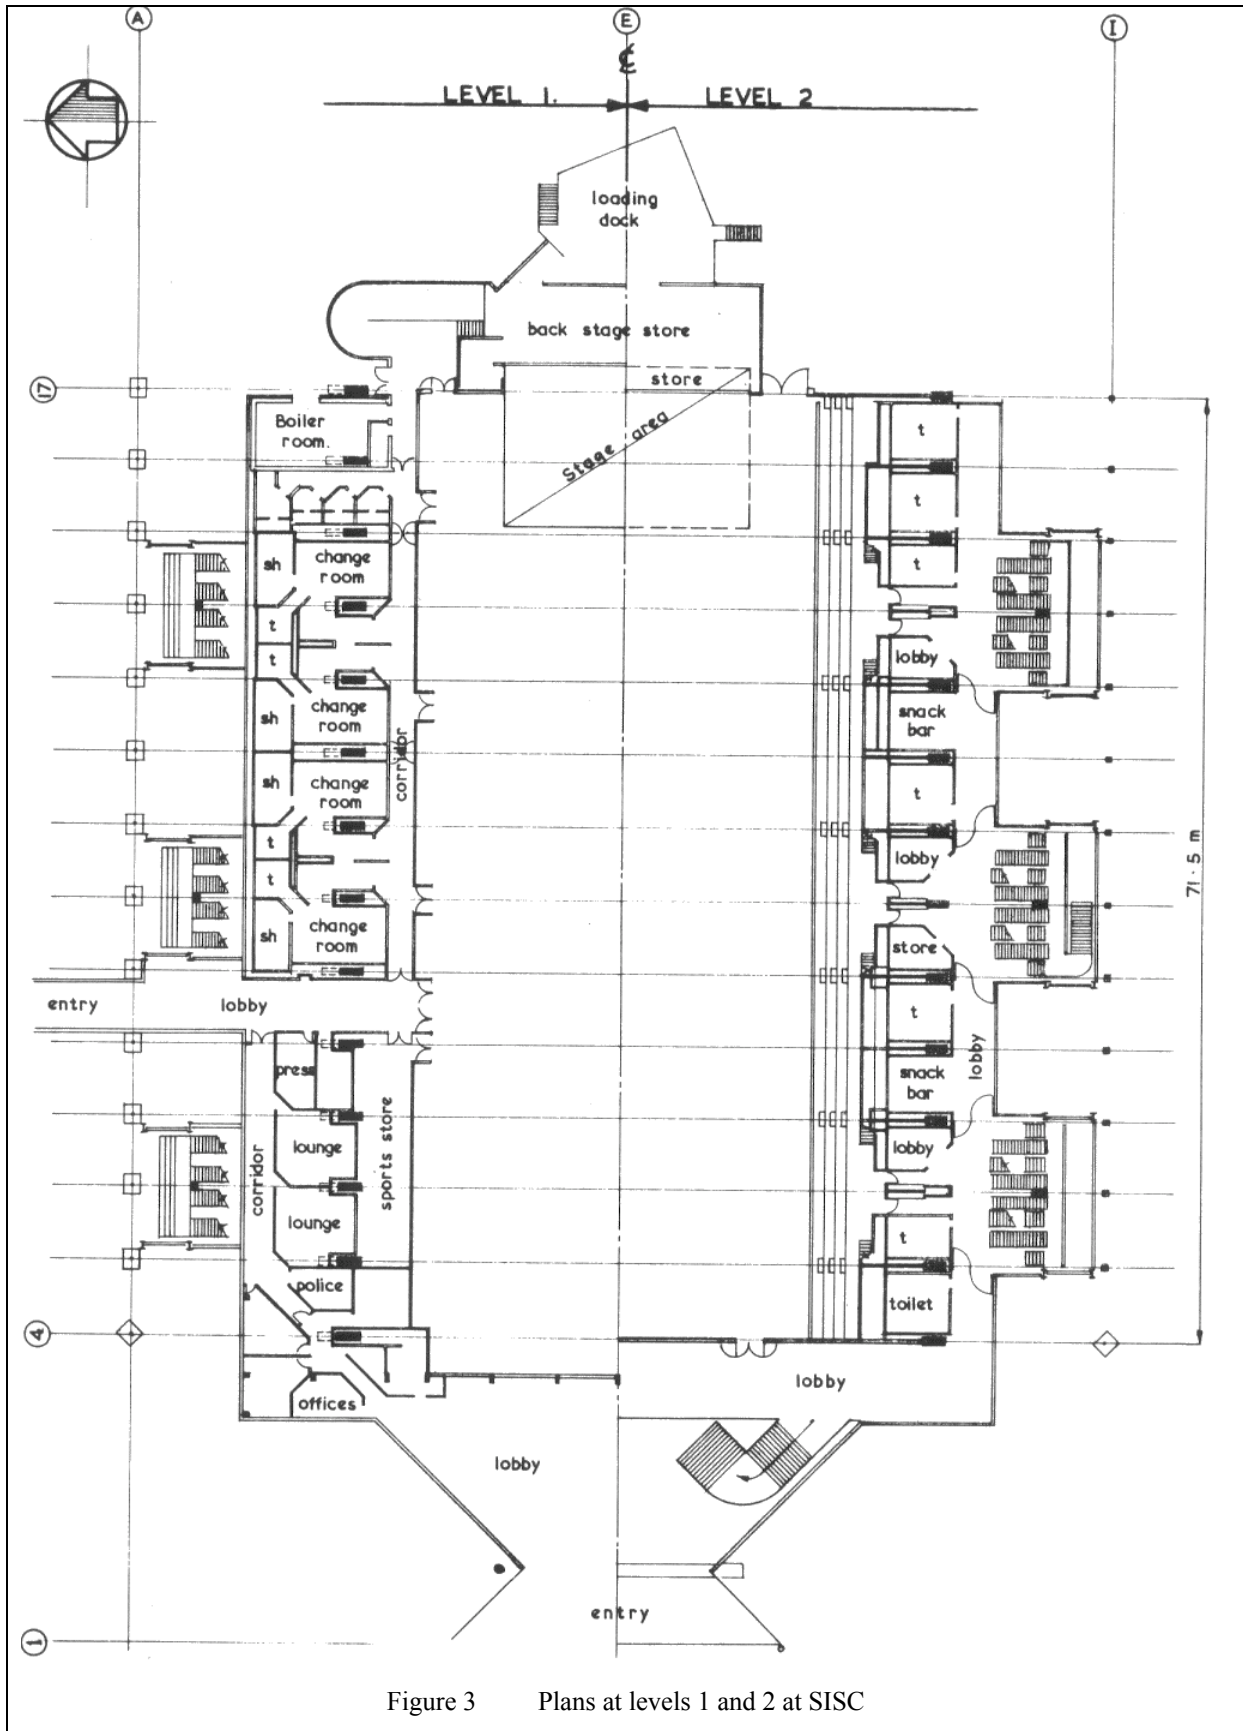 A
E
I
℄
LEVEL 1.
LEVEL 2
loading
dock
back stage store
17
store
Boiler
room.
Stage area
t
t
sh
change
room
t
t
lobby
t
sh
change
room
snack
bar
corridor
sh
change
room
t
t
lobby
t
71·5 m
sh
change
room
store
entry
lobby
t
press
snack
bar
lobby
sports store
lounge
lobby
corridor
lounge
t
police
toilet
4
offices
lobby
lobby
entry
1
Figure 3 Plans at levels 1 and 2 at SISC